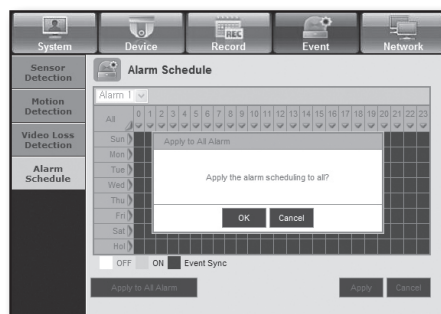 REC
System Device Record Event Network
Sensor Detection
Motion Detection
Video Loss Detection
Alarm Schedule
Alarm Schedule
Alarm 1
All 0 1 2 3 4 5 6 7 8 9 10 11 12 13 14 15 16 17 18 19 20 21 22 23
Sun
Mon
Tue
Wed
Thu
Fri
Sat
Hol
Apply to All Alarm
Apply the alarm scheduling to all?
OK Cancel
OFF ON Event Sync
Apply to All Alarm Apply Cancel